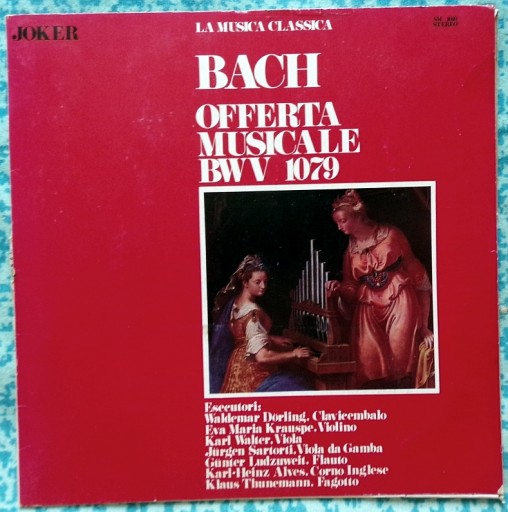 JOKER
LA MUSICA CLASSICA
STEREO
BACH
OFFERTA
MUSICALE
BWV 1079
Esecutori:
Waldemar Dörling, Clavicembalo
Eva Maria Krauspe, Violino
Karl Walter, Viola
Jürgen Sartorti, Viola da Gamba
Günter Ludzuweit, Flauto
Karl-Heinz Alves, Corno Inglese
Klaus Thunemann, Fagotto